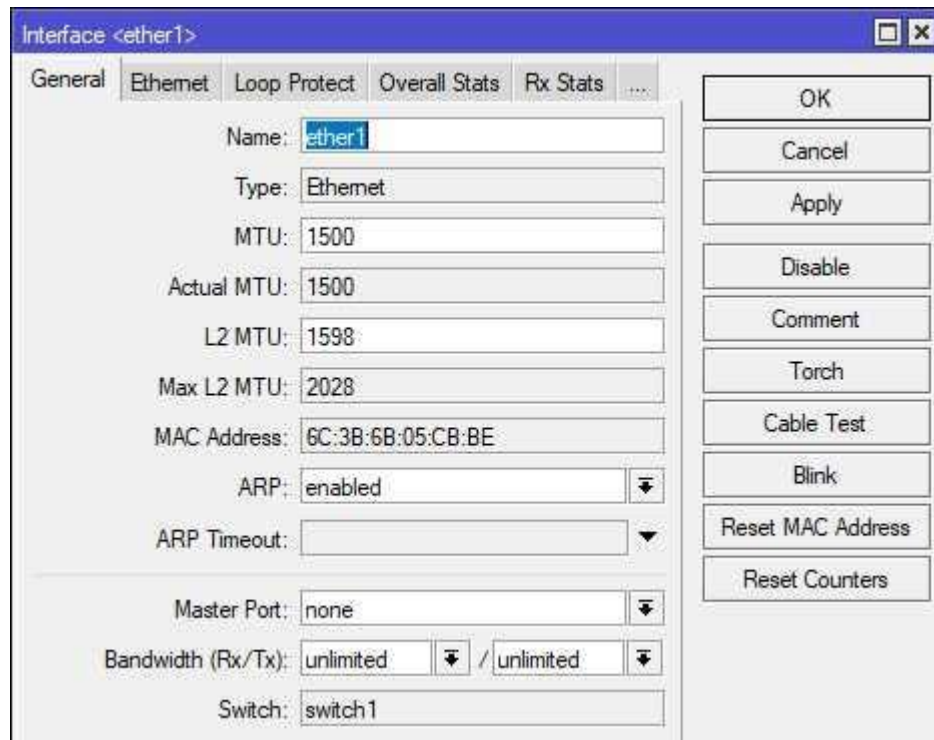 Interface <ether1>
General Ethernet Loop Protect Overall Stats Rx Stats ...
Name: ether1
Type: Ethernet
MTU: 1500
Actual MTU: 1500
L2 MTU: 1598
Max L2 MTU: 2028
MAC Address: 6C:3B:6B:05:CB:BE
ARP: enabled
ARP Timeout:
Master Port: none
Bandwidth (Rx/Tx): unlimited / unlimited
Switch: switch1
OK
Cancel
Apply
Disable
Comment
Torch
Cable Test
Blink
Reset MAC Address
Reset Counters